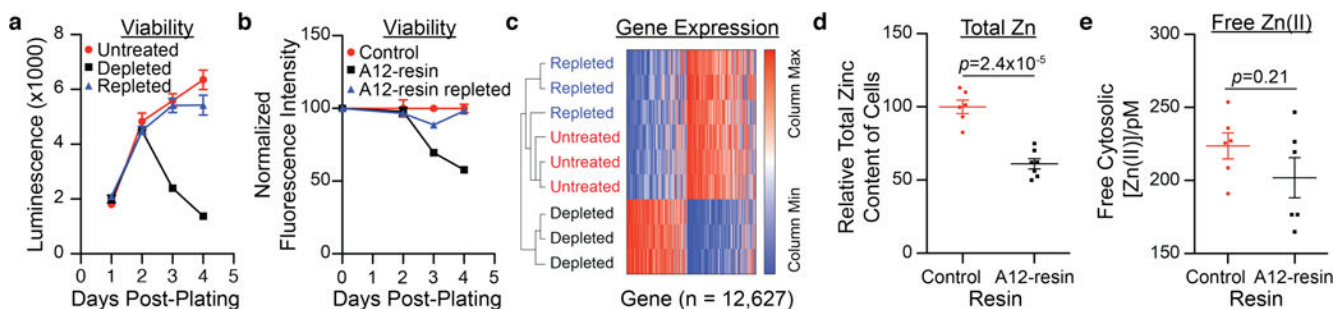 a
Viability
Untreated
Depleted
Repleted
Luminescence (x1000)
8
6
4
2
0
0 1 2 3 4 5
Days Post-Plating
b
Viability
Control
A12-resin
A12-resin repleted
Normalized
Fluorescence Intensity
150
100
50
0
0 1 2 3 4 5
Days Post-Plating
c
Gene Expression
Repleted
Repleted
Repleted
Untreated
Untreated
Untreated
Depleted
Depleted
Depleted
Column Max
Column Min
Gene (n = 12,627)
d
Total Zn
p=2.4x10⁻⁵
Relative Total Zinc
Content of Cells
150
100
50
0
Control A12-resin
Resin
e
Free Zn(II)
p=0.21
Free Cytosolic
[Zn(II)]/pM
300
250
200
150
Control A12-resin
Resin